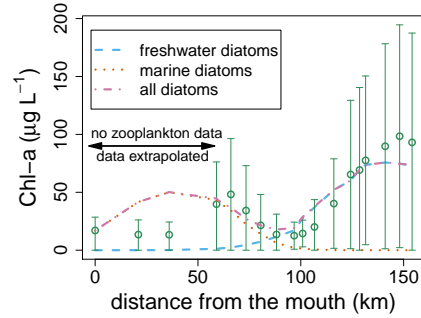 200
150
100
50
0
Chl-a (μg L⁻¹)
freshwater diatoms
marine diatoms
all diatoms
no zooplankton data
data extrapolated
0 50 100 150
distance from the mouth (km)